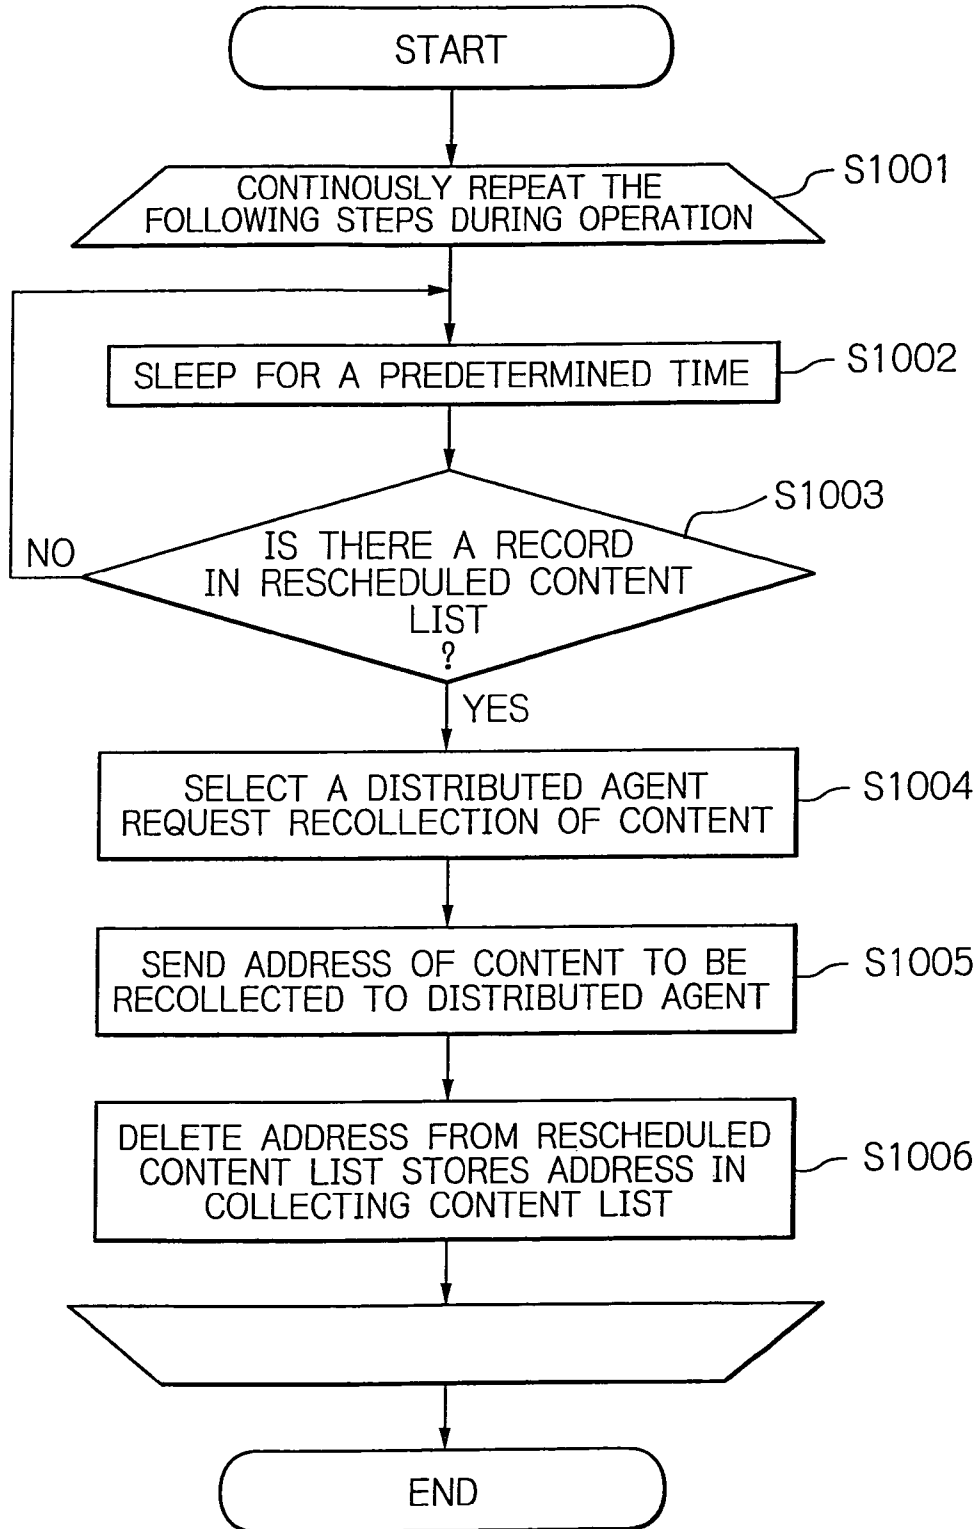 START
CONTINOUSLY REPEAT THE
FOLLOWING STEPS DURING OPERATION
S1001
SLEEP FOR A PREDETERMINED TIME
S1002
S1003
IS THERE A RECORD
IN RESCHEDULED CONTENT
LIST
?
NO
YES
SELECT A DISTRIBUTED AGENT
REQUEST RECOLLECTION OF CONTENT
S1004
SEND ADDRESS OF CONTENT TO BE
RECOLLECTED TO DISTRIBUTED AGENT
S1005
DELETE ADDRESS FROM RESCHEDULED
CONTENT LIST STORES ADDRESS IN
COLLECTING CONTENT LIST
S1006
END